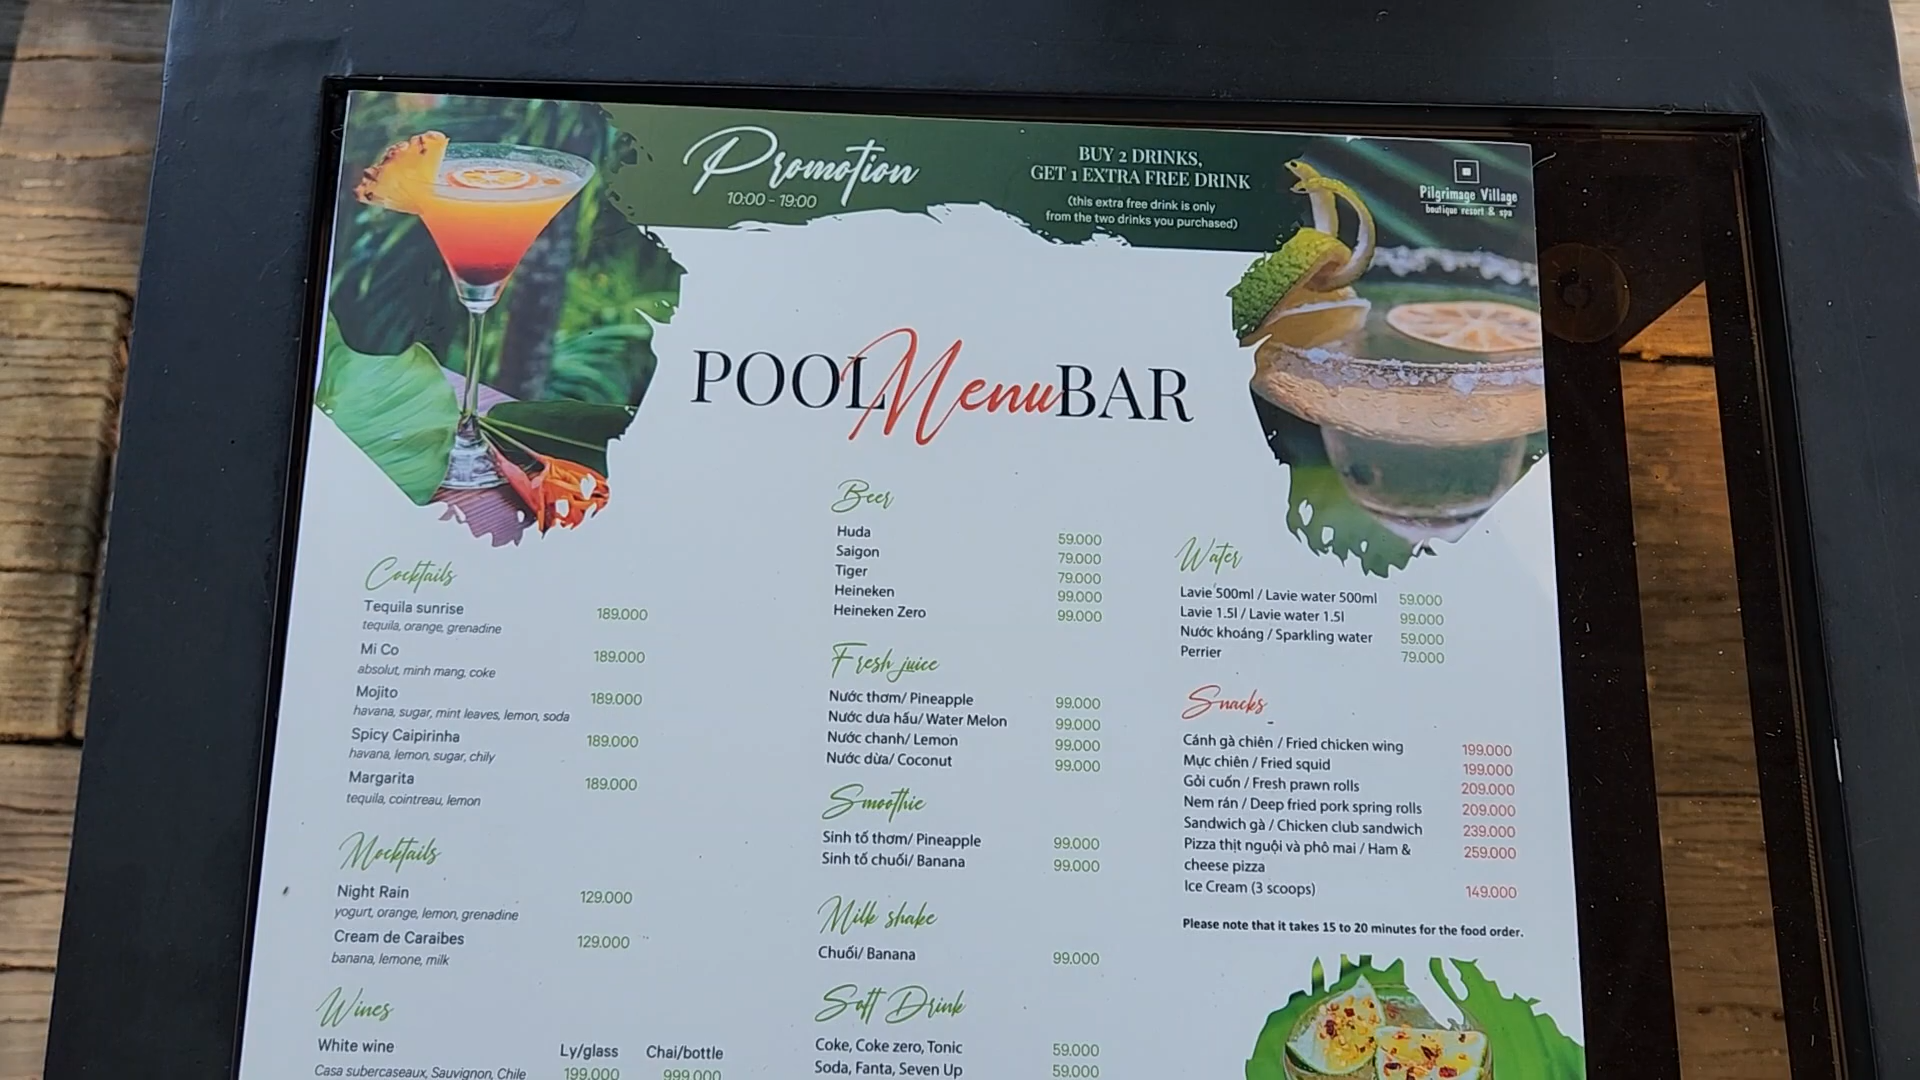 Promotion
10:00 - 19:00
BUY 2 DRINKS,
GET 1 EXTRA FREE DRINK
(this extra free drink is only
from the two drinks you purchased)
Pilgrimage Village
boutique resort & spa
POOL Menu BAR
Cocktails
Tequila sunrise 189.000
tequila, orange, grenadine
Mi Co 189.000
absolut, minh mang, coke
Mojito 189.000
havana, sugar, mint leaves, lemon, soda
Spicy Caipirinha 189.000
havana, lemon, sugar, chily
Margarita 189.000
tequila, cointreau, lemon
Mocktails
Night Rain 129.000
yogurt, orange, lemon, grenadine
Cream de Caraibes 129.000
banana, lemone, milk
Wines
White wine Ly/glass Chai/bottle
Casa subercaseaux, Sauvignon, Chile 199.000 999.000
Beer
Huda 59.000
Saigon 79.000
Tiger 79.000
Heineken 99.000
Heineken Zero 99.000
Fresh juice
Nước thơm/ Pineapple 99.000
Nước dưa hấu/ Water Melon 99.000
Nước chanh/ Lemon 99.000
Nước dừa/ Coconut 99.000
Smoothie
Sinh tố thơm/ Pineapple 99.000
Sinh tố chuối/ Banana 99.000
Milk shake
Chuối/ Banana 99.000
Soft Drink
Coke, Coke zero, Tonic 59.000
Soda, Fanta, Seven Up 59.000
Water
Lavie 500ml / Lavie water 500ml 59.000
Lavie 1.5l / Lavie water 1.5l 99.000
Nước khoáng / Sparkling water 59.000
Perrier 79.000
Snacks
Cánh gà chiên / Fried chicken wing 199.000
Mực chiên / Fried squid 199.000
Gỏi cuốn / Fresh prawn rolls 209.000
Nem rán / Deep fried pork spring rolls 209.000
Sandwich gà / Chicken club sandwich 239.000
Pizza thịt nguội và phô mai / Ham & 259.000
cheese pizza
Ice Cream (3 scoops) 149.000
Please note that it takes 15 to 20 minutes for the food order.